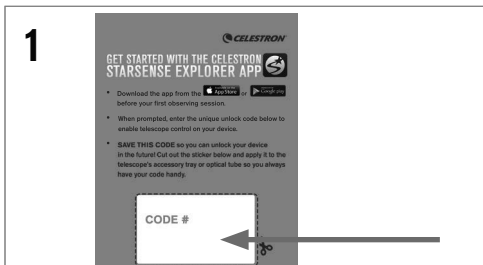 1
CELESTRON
GET STARTED WITH THE CELESTRON
STARSENSE EXPLORER APP
• Download the app from the App Store or Google play
before your first observing session.
• When prompted, enter the unique unlock code below to
enable telescope control on your device.
• SAVE THIS CODE so you can unlock your device
in the future! Cut out the sticker below and apply it to the
telescope's accessory tray or optical tube so you always
have your code handy.
CODE #